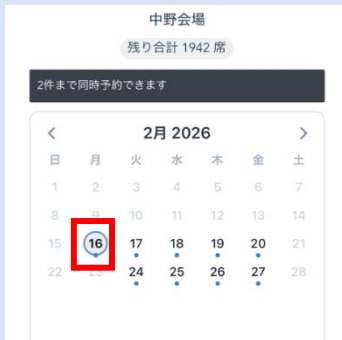 中野会場
残り合計 1942 席
2件まで同時予約できます
< 2月 2026 >
日 月 火 水 木 金 土
1 2 3 4 5 6 7
8 9 10 11 12 13 14
15 16 17 18 19 20 21
22 23 24 25 26 27 28